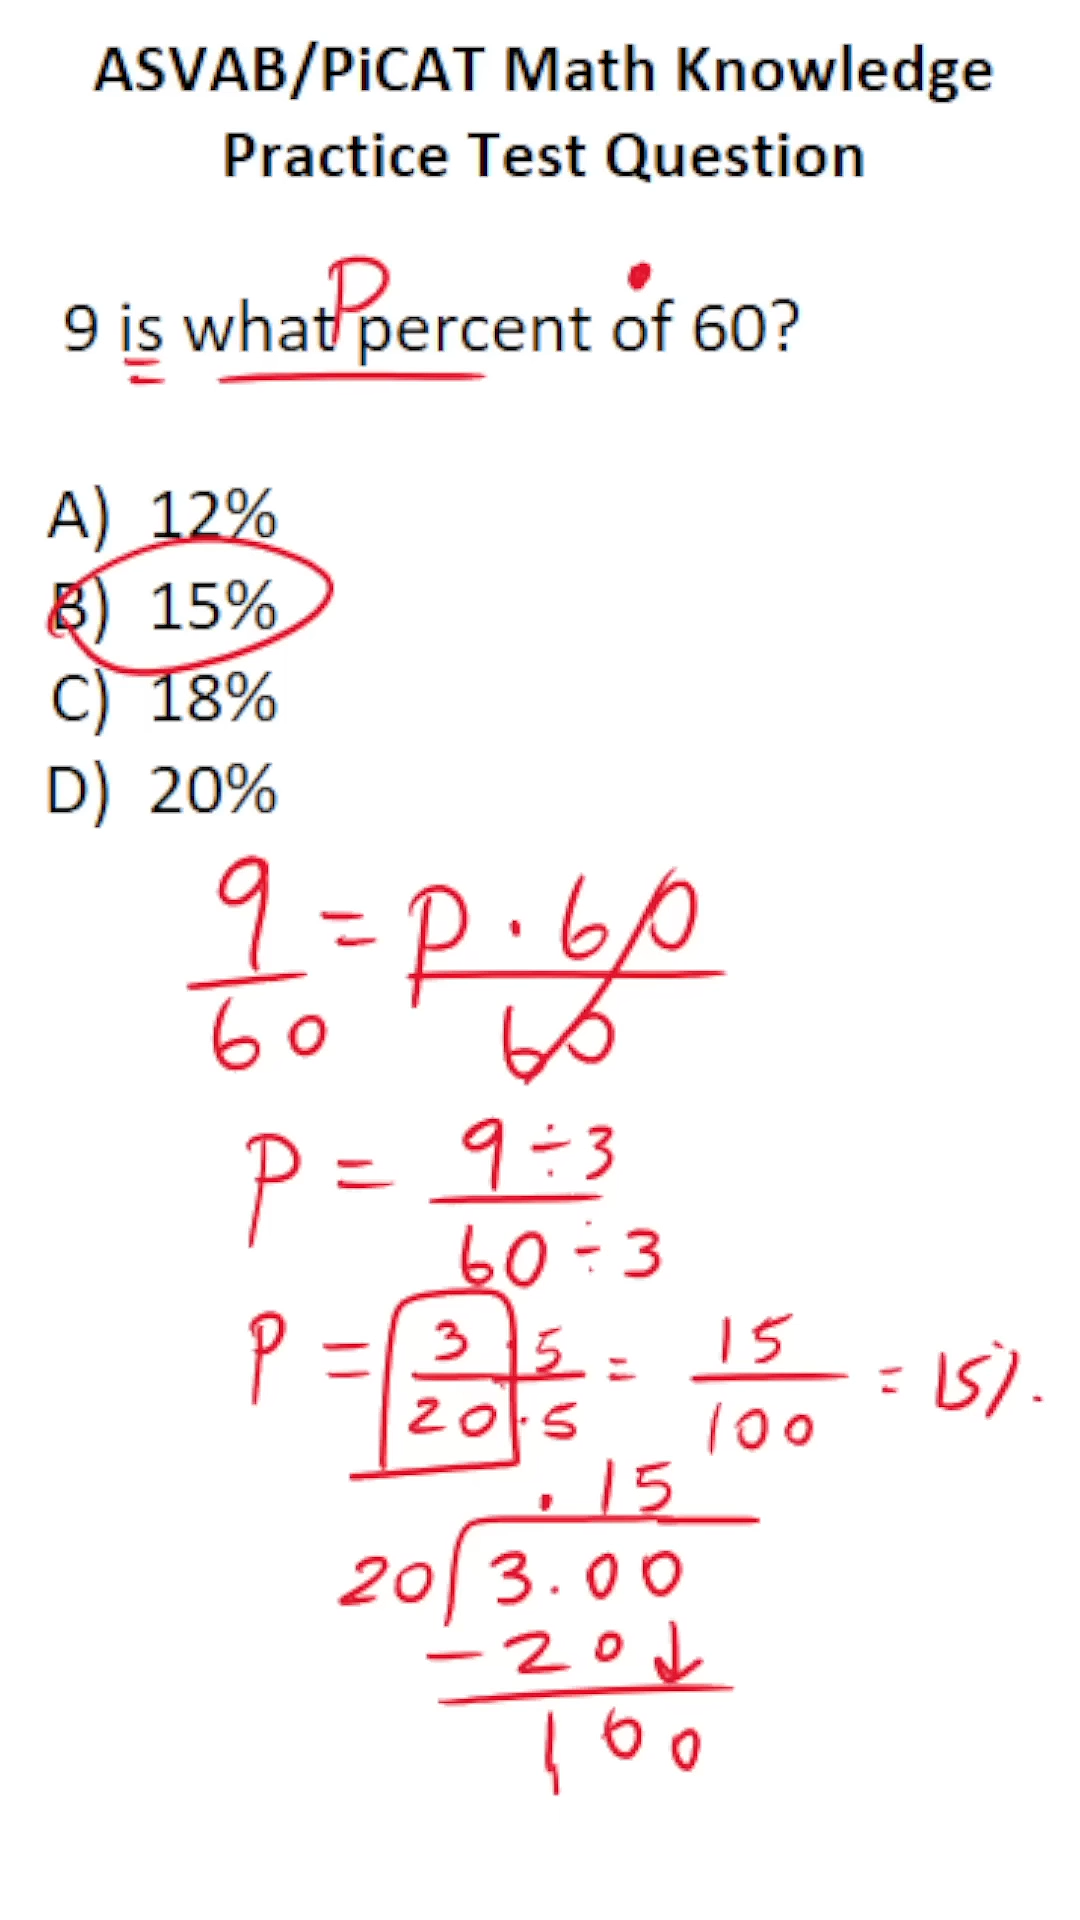 ASVAB/PiCAT Math Knowledge
Practice Test Question
P •
9 is what percent of 60?
A) 12%
B) 15%
C) 18%
D) 20%
9 = P · 60
60 60
P = 9 ÷ 3
60 ÷ 3
P = 3 · 5 = 15 = 15%
20 · 5 100
. 15
20 3.00
- 20 ↓
100